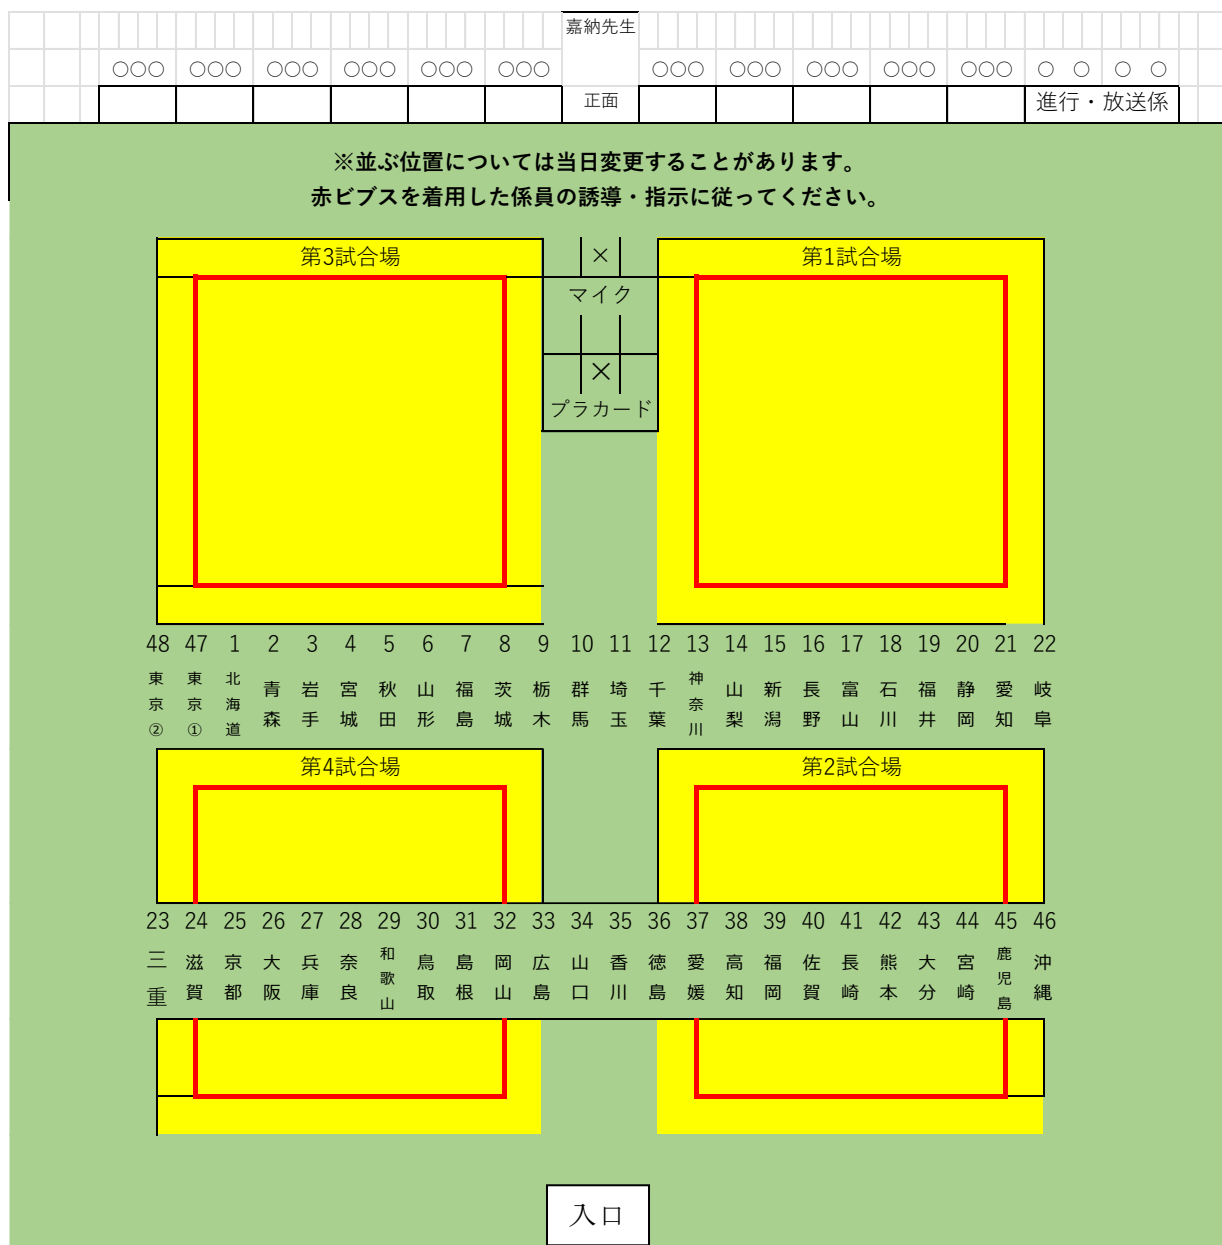 嘉納先生
○○○ ○○○ ○○○ ○○○ ○○○ ○○○ ○○○ ○○○ ○○○ ○○○ ○○○ ○ ○ ○ ○
正面 進行・放送係
※並ぶ位置については当日変更することがあります。
赤ビブスを着用した係員の誘導・指示に従ってください。
第3試合場 × 第1試合場
マイク
×
プラカード
48 47 1 2 3 4 5 6 7 8 9 10 11 12 13 14 15 16 17 18 19 20 21 22
東京② 東京① 北海道 青森 岩手 宮城 秋田 山形 福島 茨城 栃木 群馬 埼玉 千葉 神奈川 山梨 新潟 長野 富山 石川 福井 静岡 愛知 岐阜
第4試合場 第2試合場
23 24 25 26 27 28 29 30 31 32 33 34 35 36 37 38 39 40 41 42 43 44 45 46
三重 滋賀 京都 大阪 兵庫 奈良 和歌山 鳥取 島根 岡山 広島 山口 香川 徳島 愛媛 高知 福岡 佐賀 長崎 熊本 大分 宮崎 鹿児島 沖縄
入口